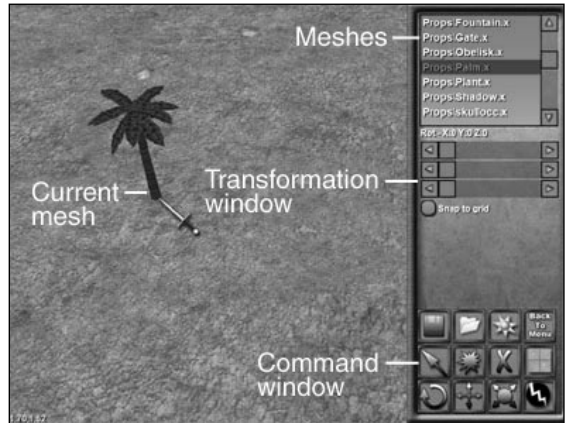 Meshes
Props\Fountain.x
Props\Gate.x
Props\Obelisk.x
Props\Palm.x
Props\Plant.x
Props\Shadow.x
Props\skullocc.x
Rot - X:0 Y:0 Z:0
Current
mesh
Transformation
window
Snap to grid
Back
To
Menu
Command
window